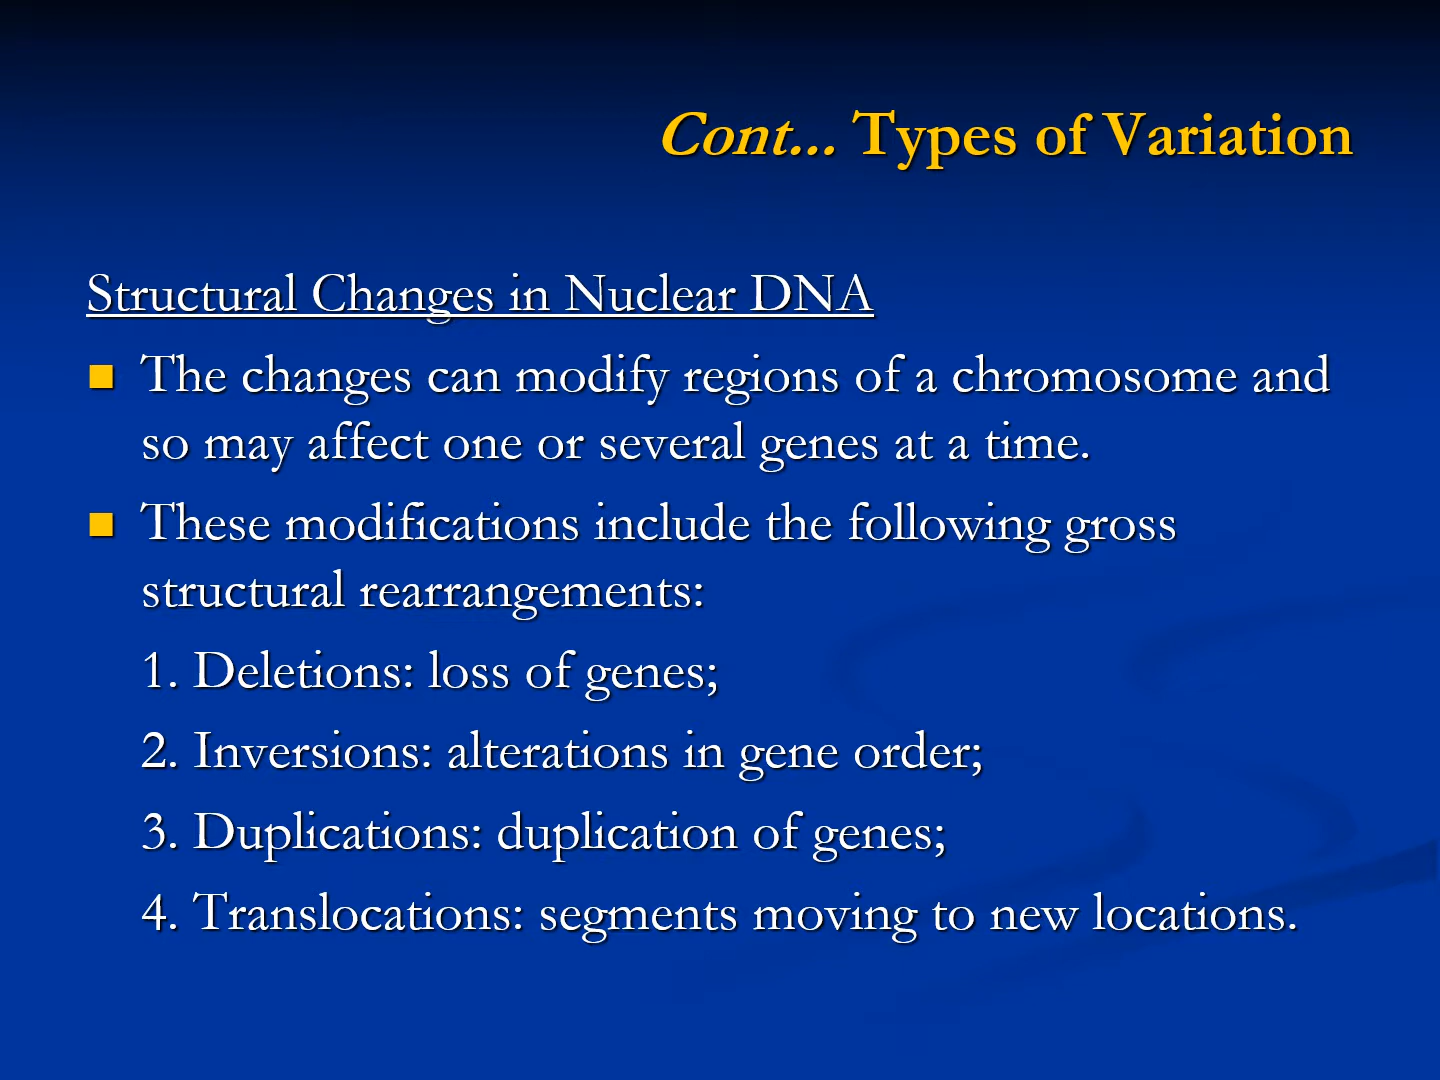 Cont... Types of Variation
Structural Changes in Nuclear DNA
The changes can modify regions of a chromosome and
so may affect one or several genes at a time.
These modifications include the following gross
structural rearrangements:
1. Deletions: loss of genes;
2. Inversions: alterations in gene order;
3. Duplications: duplication of genes;
4. Translocations: segments moving to new locations.